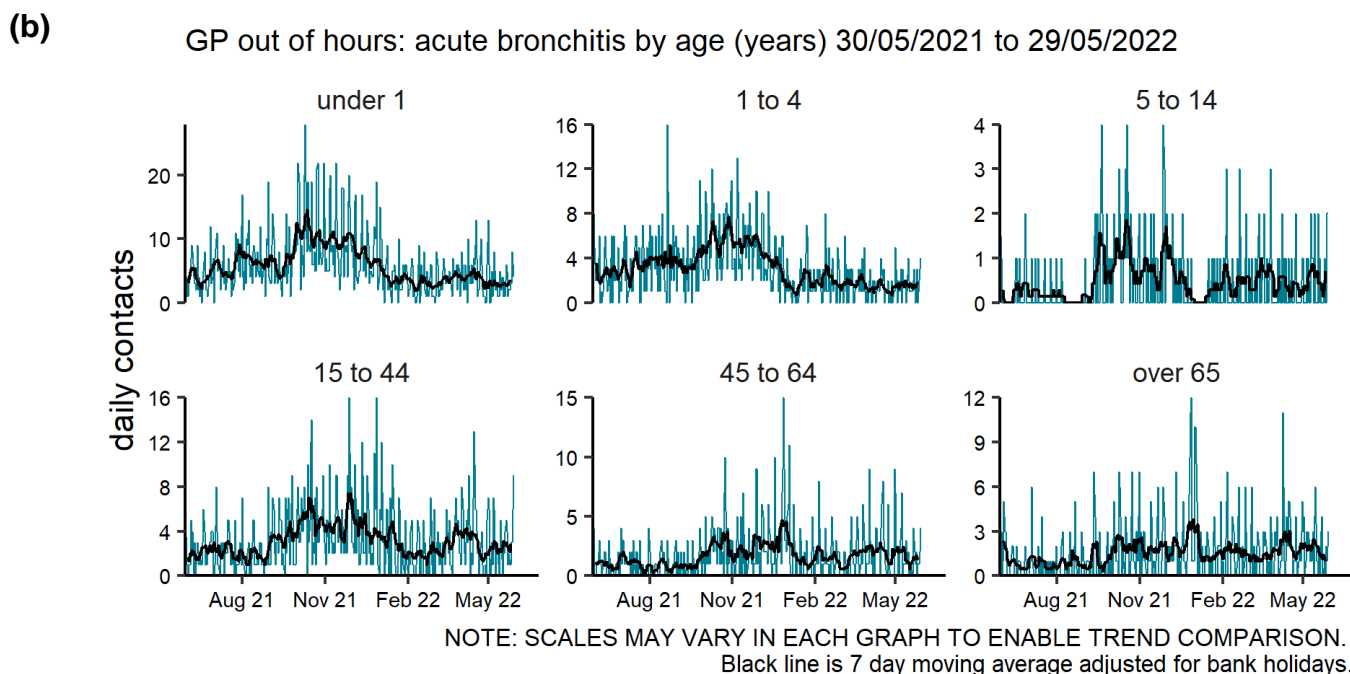 (b)
GP out of hours: acute bronchitis by age (years) 30/05/2021 to 29/05/2022
daily contacts
under 1
20
10
0
1 to 4
16
12
8
4
0
5 to 14
4
3
2
1
0
15 to 44
16
12
8
4
0
Aug 21 Nov 21 Feb 22 May 22
45 to 64
15
10
5
0
Aug 21 Nov 21 Feb 22 May 22
over 65
12
9
6
3
0
Aug 21 Nov 21 Feb 22 May 22
NOTE: SCALES MAY VARY IN EACH GRAPH TO ENABLE TREND COMPARISON.
Black line is 7 day moving average adjusted for bank holidays.